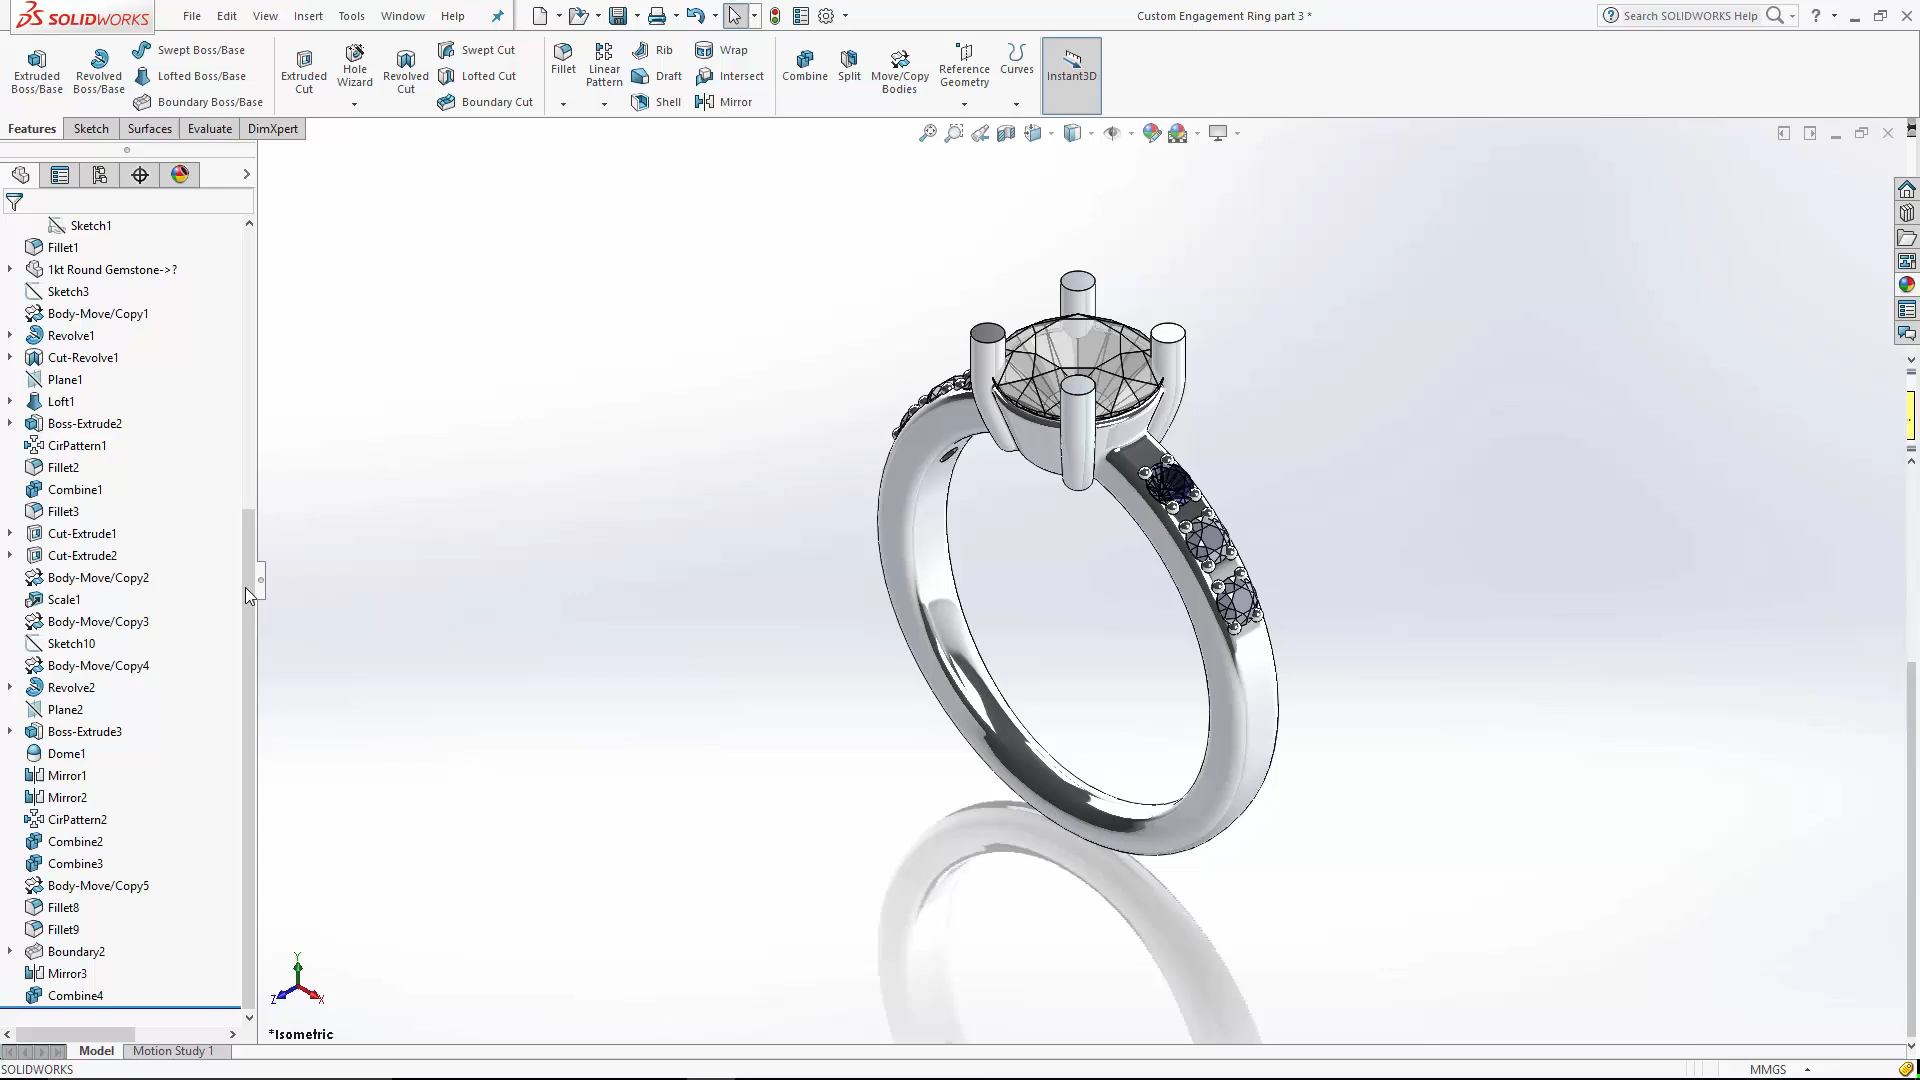 SOLIDWORKS File Edit View Insert Tools Window Help Custom Engagement Ring part 3 * Search SOLIDWORKS Help
Extruded Boss/Base
Revolved Boss/Base
Swept Boss/Base
Lofted Boss/Base
Boundary Boss/Base
Extruded Cut
Hole Wizard
Revolved Cut
Swept Cut
Lofted Cut
Boundary Cut
Fillet
Linear Pattern
Rib
Draft
Shell
Wrap
Intersect
Mirror
Combine
Split
Move/Copy Bodies
Reference Geometry
Curves
Instant3D
Features Sketch Surfaces Evaluate DimXpert
Sketch1
Fillet1
1kt Round Gemstone->?
Sketch3
Body-Move/Copy1
Revolve1
Cut-Revolve1
Plane1
Loft1
Boss-Extrude2
CirPattern1
Fillet2
Combine1
Fillet3
Cut-Extrude1
Cut-Extrude2
Body-Move/Copy2
Scale1
Body-Move/Copy3
Sketch10
Body-Move/Copy4
Revolve2
Plane2
Boss-Extrude3
Dome1
Mirror1
Mirror2
CirPattern2
Combine2
Combine3
Body-Move/Copy5
Fillet8
Fillet9
Boundary2
Mirror3
Combine4
Y
Z X
*Isometric
Model Motion Study 1
SOLIDWORKS MMGS